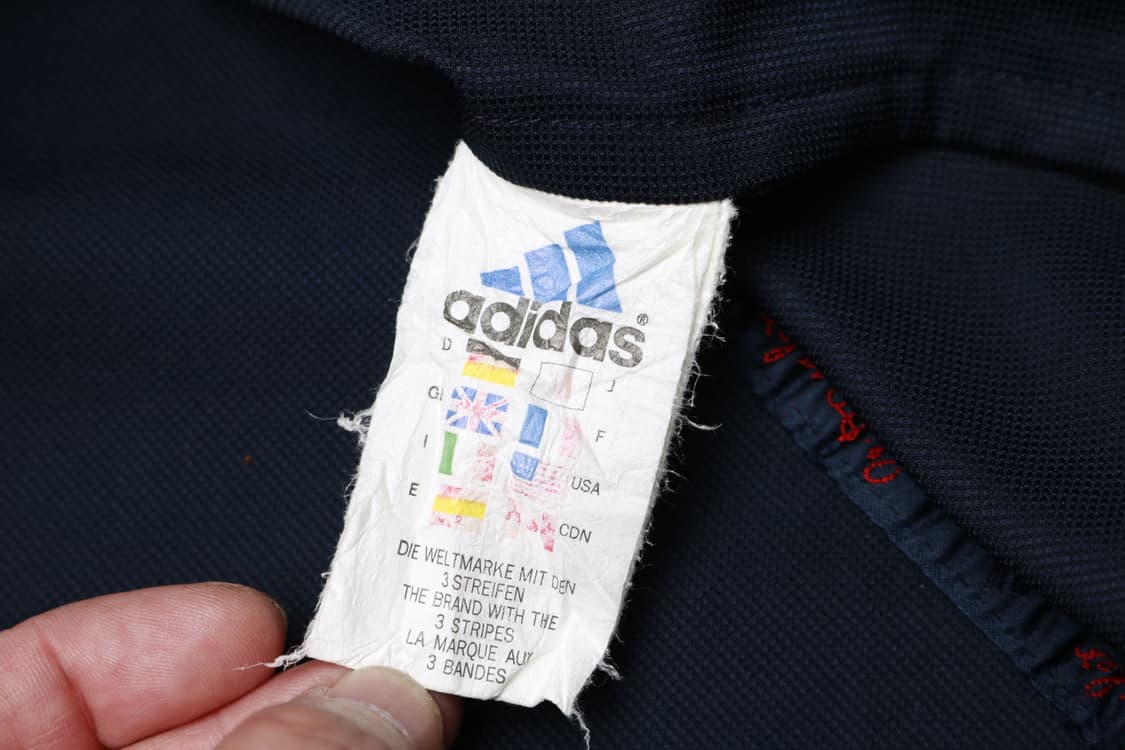 adidas®
D J
GB F
I USA
E CDN
DIE WELTMARKE MIT DEN
3 STREIFEN
THE BRAND WITH THE
3 STRIPES
LA MARQUE AUX
3 BANDES